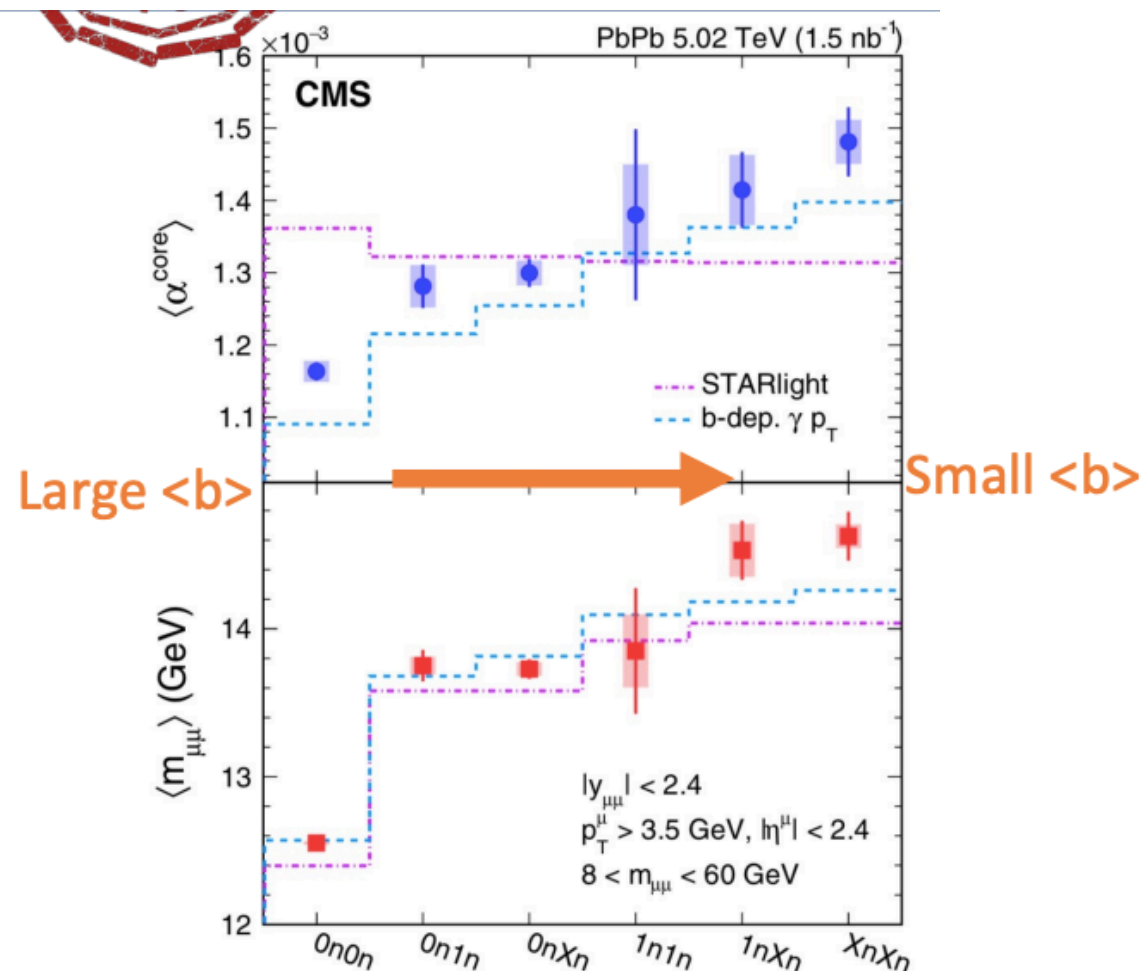 ×10⁻³
PbPb 5.02 TeV (1.5 nb⁻¹)
CMS
1.6
1.5
1.4
1.3
1.2
1.1
⟨α^core⟩
STARlight
b-dep. γ p_T
Large <b>
Small <b>
14
13
12
⟨m_μμ⟩ (GeV)
|y_μμ| < 2.4
p_T^μ > 3.5 GeV, |η^μ| < 2.4
8 < m_μμ < 60 GeV
0n0n
0n1n
0nXn
1n1n
1nXn
XnXn